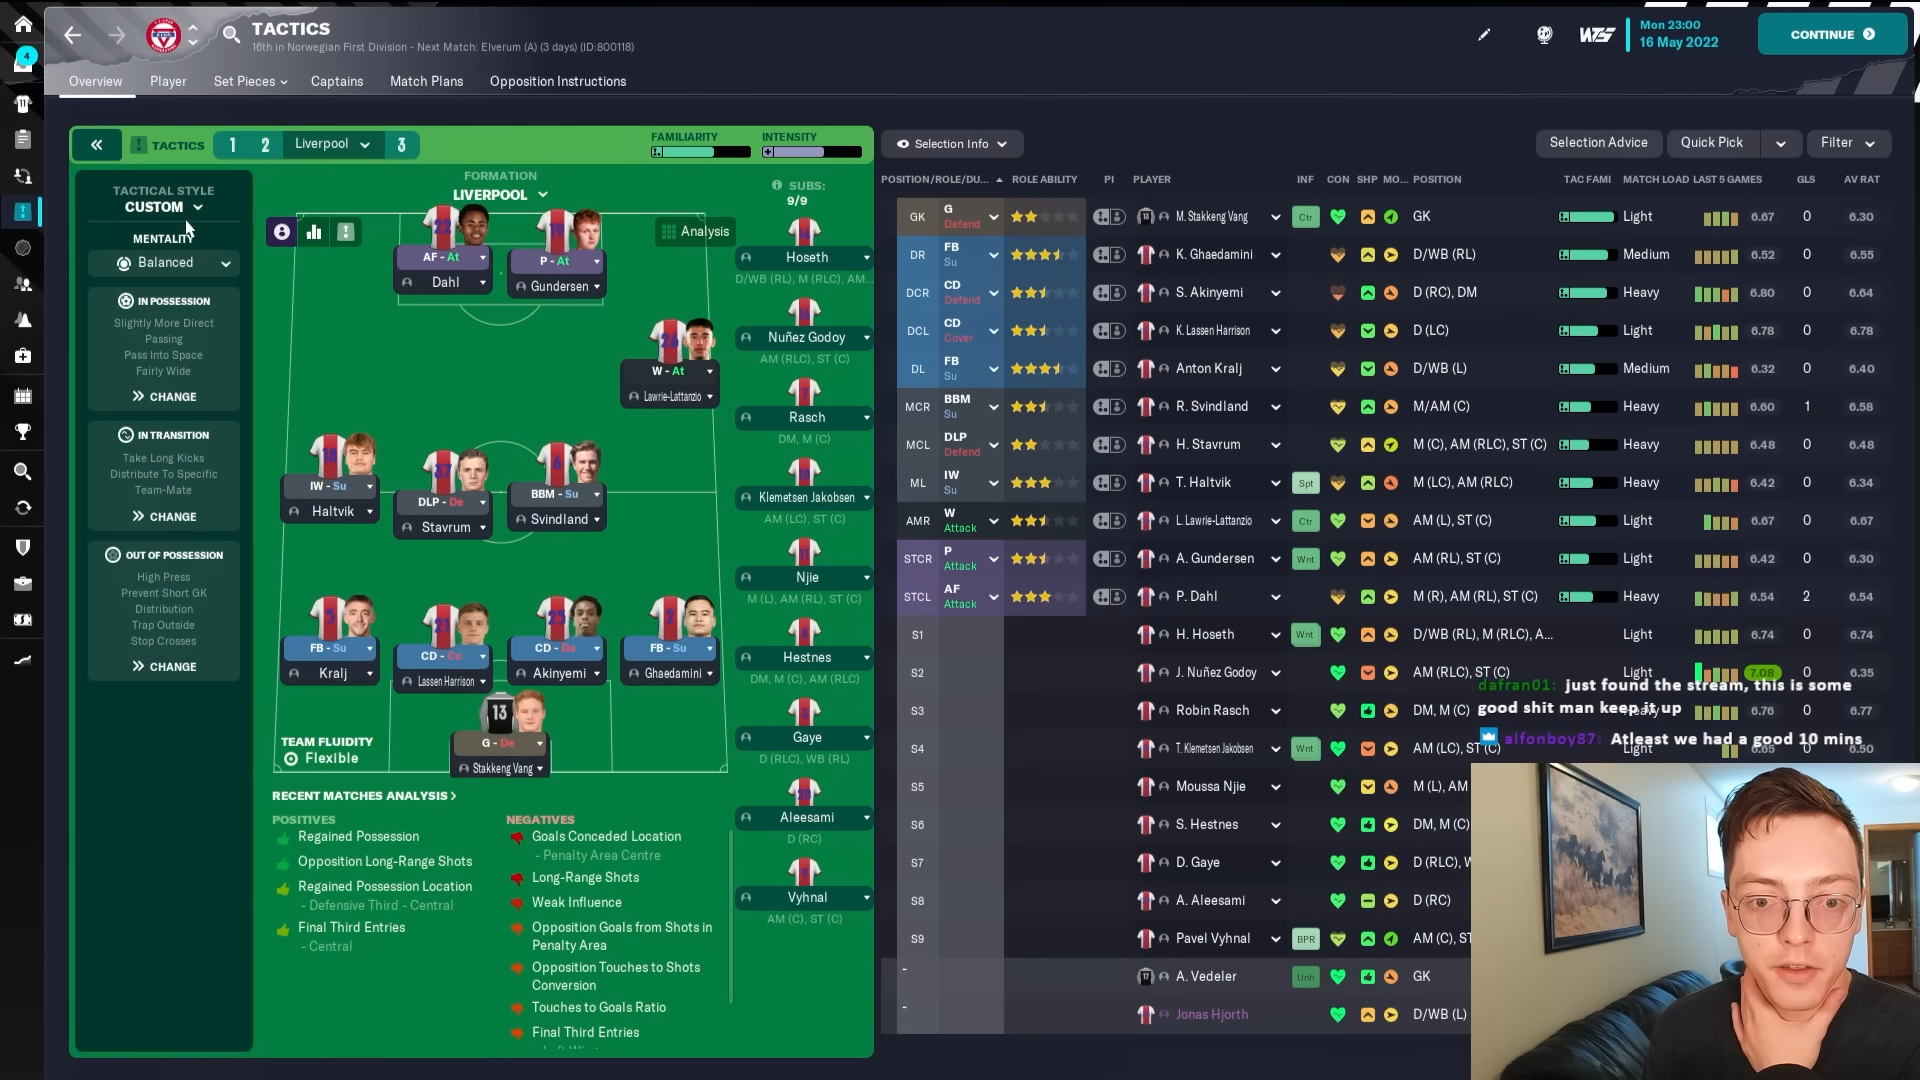 TACTICS
16th in Norwegian First Division - Next Match: Elverum (A) (3 days) (ID:800118)
Mon 23:00
16 May 2022
CONTINUE
4
Overview
Player
Set Pieces
Captains
Match Plans
Opposition Instructions
TACTICS
1
2
Liverpool
3
FAMILIARITY
INTENSITY
TACTICAL STYLE
CUSTOM
MENTALITY
Balanced
IN POSSESSION
Slightly More Direct
Passing
Pass Into Space
Fairly Wide
CHANGE
IN TRANSITION
Take Long Kicks
Distribute To Specific
Team-Mate
CHANGE
OUT OF POSSESSION
High Press
Prevent Short GK
Distribution
Trap Outside
Stop Crosses
CHANGE
FORMATION
LIVERPOOL
Analysis
22
AF - At
Dahl
19
P - At
Gundersen
W - At
Lawrie-Lattanzio
18
IW - Su
Haltvik
37
DLP - De
Stavrum
6
BBM - Su
Svindland
5
FB - Su
Kralj
21
CD - Co
Lassen Harrison
CD - De
Akinyemi
2
FB - Su
Ghaedamini
13
G - De
Stakkeng Vang
TEAM FLUIDITY
Flexible
SUBS:
9/9
Hoseth
D/WB (RL), M (RLC), AM...
Nuñez Godoy
AM (RLC), ST (C)
Rasch
DM, M (C)
Klemetsen Jakobsen
AM (LC), ST (C)
Njie
M (L), AM (RL), ST (C)
Hestnes
DM, M (C), AM (RLC)
Gaye
D (RLC), WB (RL)
Aleesami
D (RC)
Vyhnal
AM (C), ST (C)
RECENT MATCHES ANALYSIS
POSITIVES
Regained Possession
Opposition Long-Range Shots
Regained Possession Location
- Defensive Third - Central
Final Third Entries
- Central
NEGATIVES
Goals Conceded Location
- Penalty Area Centre
Long-Range Shots
Weak Influence
Opposition Goals from Shots in
Penalty Area
Opposition Touches to Shots
Conversion
Touches to Goals Ratio
Final Third Entries
Selection Info
Selection Advice
Quick Pick
Filter
POSITION/ROLE/DU... ROLE ABILITY PI PLAYER INF CON SHP MO... POSITION TAC FAMI MATCH LOAD LAST 5 GAMES GLS AV RAT
GK G Defend M. Stakkeng Vang Ctr GK Light 6.67 0 6.30
DR FB Su K. Ghaedamini D/WB (RL) Medium 6.52 0 6.55
DCR CD Defend S. Akinyemi D (RC), DM Heavy 6.80 0 6.64
DCL CD Cover K. Lassen Harrison D (LC) Light 6.78 0 6.78
DL FB Su Anton Kralj D/WB (L) Medium 6.32 0 6.40
MCR BBM Su R. Svindland M/AM (C) Heavy 6.60 1 6.58
MCL DLP Defend H. Stavrum M (C), AM (RLC), ST (C) Heavy 6.48 0 6.48
ML IW Su T. Haltvik Spt M (LC), AM (RLC) Heavy 6.42 0 6.34
AMR W Attack L. Lawrie-Lattanzio Ctr AM (L), ST (C) Light 6.67 0 6.67
STCR P Attack A. Gundersen Wnt AM (RL), ST (C) Light 6.42 0 6.30
STCL AF Attack P. Dahl M (R), AM (RL), ST (C) Heavy 6.54 2 6.54
S1 H. Hoseth Wnt D/WB (RL), M (RLC), A... Light 6.74 0 6.74
S2 J. Nuñez Godoy AM (RLC), ST (C) Light 7.08 0 6.35
dafran01: just found the stream, this is some
good shit man keep it up
S3 Robin Rasch DM, M (C) 6.76 0 6.77
alfonboy87: Atleast we had a good 10 mins
S4 T. Klemetsen Jakobsen Wnt AM (LC), ST (C) 6.65 0 6.50
S5 Moussa Njie M (L), AM
S6 S. Hestnes DM, M (C)
S7 D. Gaye D (RLC), W
S8 A. Aleesami D (RC)
S9 Pavel Vyhnal BPR AM (C), ST
- A. Vedeler Unh GK
- Jonas Hjorth D/WB (L)